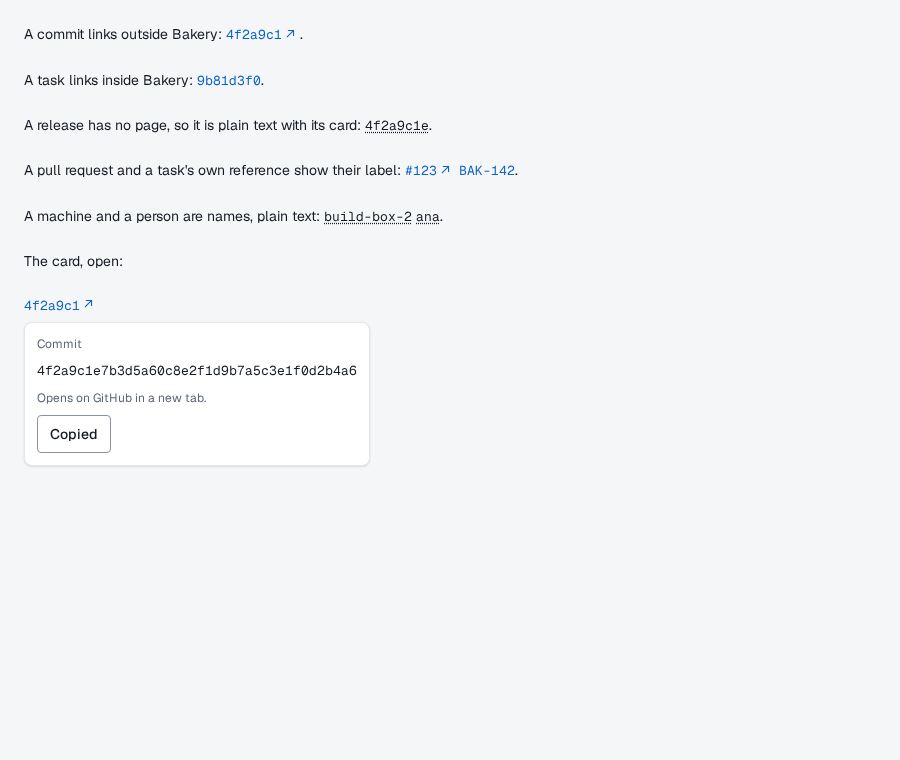 A commit links outside Bakery: 4f2a9c1 ↗ .
A task links inside Bakery: 9b81d3f0.
A release has no page, so it is plain text with its card: 4f2a9c1e.
A pull request and a task's own reference show their label: #123 ↗ BAK-142.
A machine and a person are names, plain text: build-box-2 ana.
The card, open:
4f2a9c1 ↗
Commit
4f2a9c1e7b3d5a60c8e2f1d9b7a5c3e1f0d2b4a6
Opens on GitHub in a new tab.
Copied